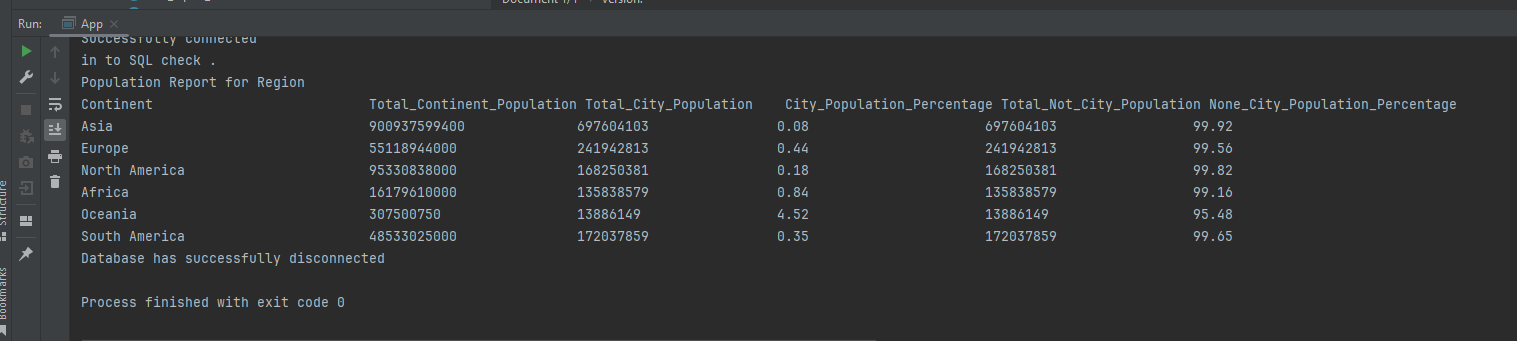 Run: App
Successfully connected
in to SQL check .
Population Report for Region
Continent Total_Continent_Population Total_City_Population City_Population_Percentage Total_Not_City_Population None_City_Population_Percentage
Asia 900937599400 697604103 0.08 697604103 99.92
Europe 55118944000 241942813 0.44 241942813 99.56
North America 95330838000 168250381 0.18 168250381 99.82
Africa 16179610000 135838579 0.84 135838579 99.16
Oceania 307500750 13886149 4.52 13886149 95.48
South America 48533025000 172037859 0.35 172037859 99.65
Database has successfully disconnected
Process finished with exit code 0
Structure
Bookmarks